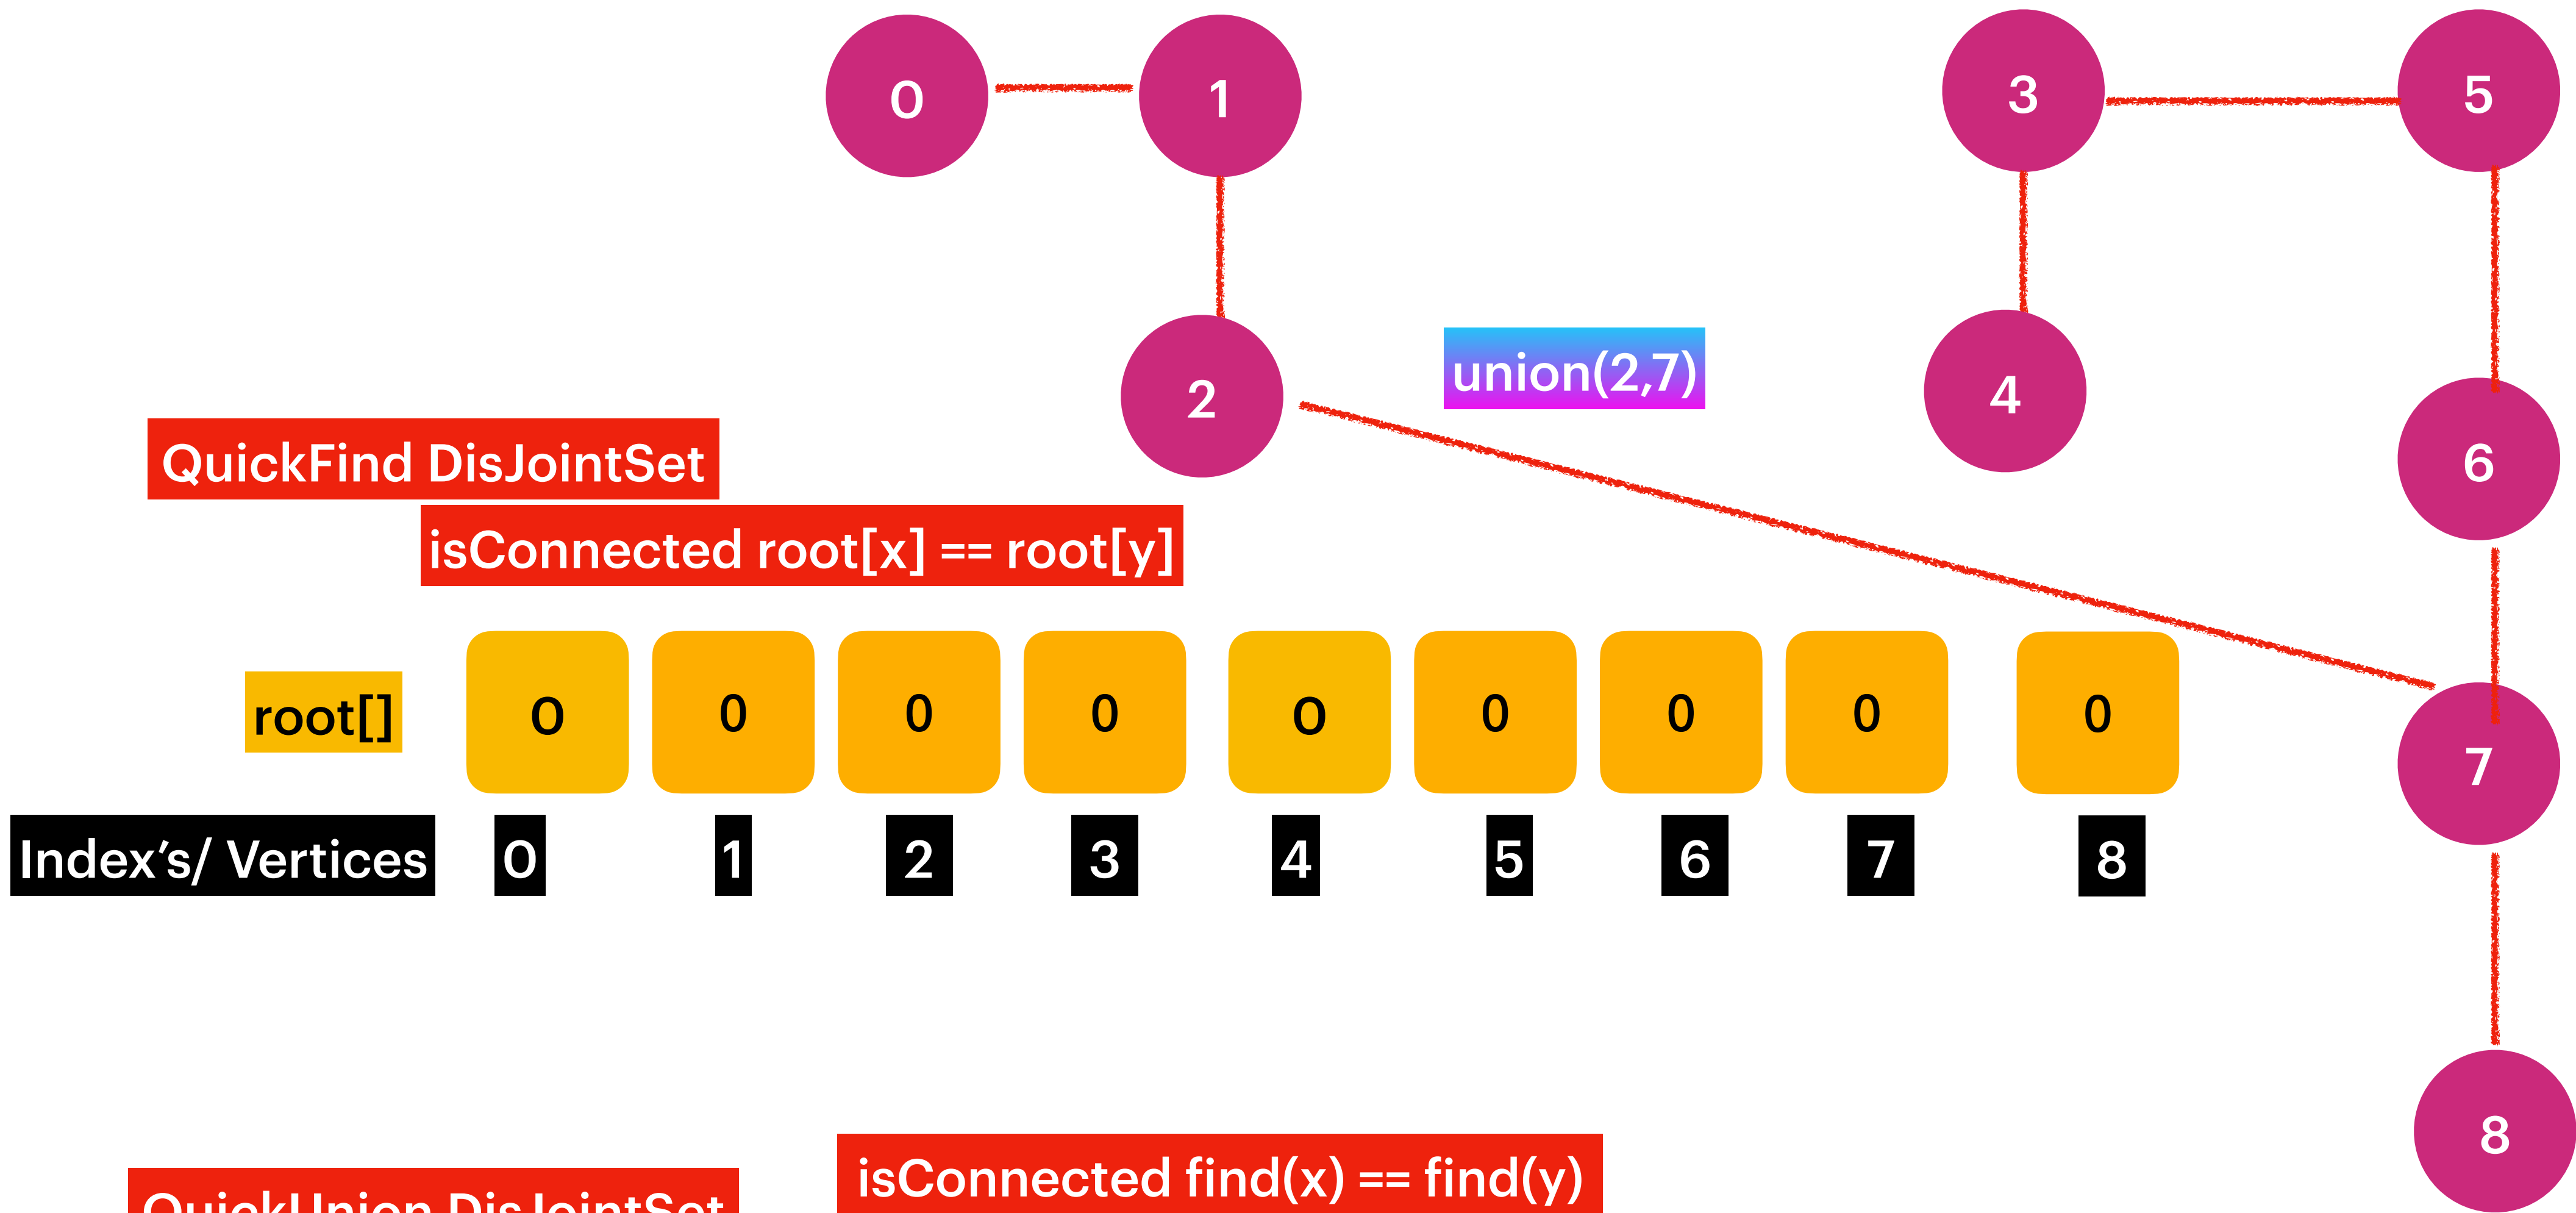 0
1
3
5
2
union(2,7)
4
6
QuickFind DisJointSet
isConnected root[x] == root[y]
root[]
0 0 0 0 0 0 0 0 0
7
Index’s/ Vertices
0 1 2 3 4 5 6 7 8
8
isConnected find(x) == find(y)
QuickUnion DisJointSet